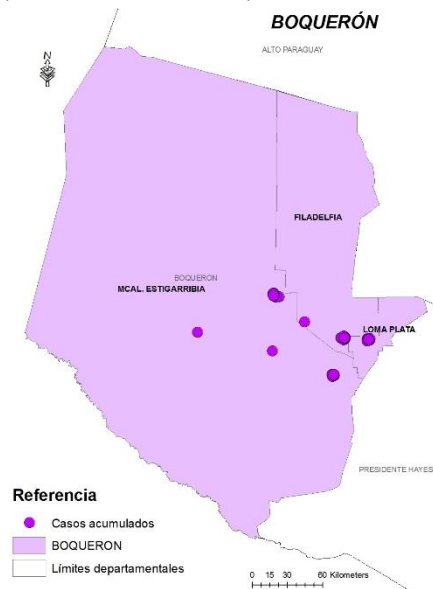 BOQUERÓN
ALTO PARAGUAY
N
FILADELFIA
BOQUERON
MCAL. ESTIGARRIBIA
LOMA PLATA
PRESIDENTE HAYES
Referencia
Casos acumulados
BOQUERON
Límites departamentales
0 15 30 60 Kilometers